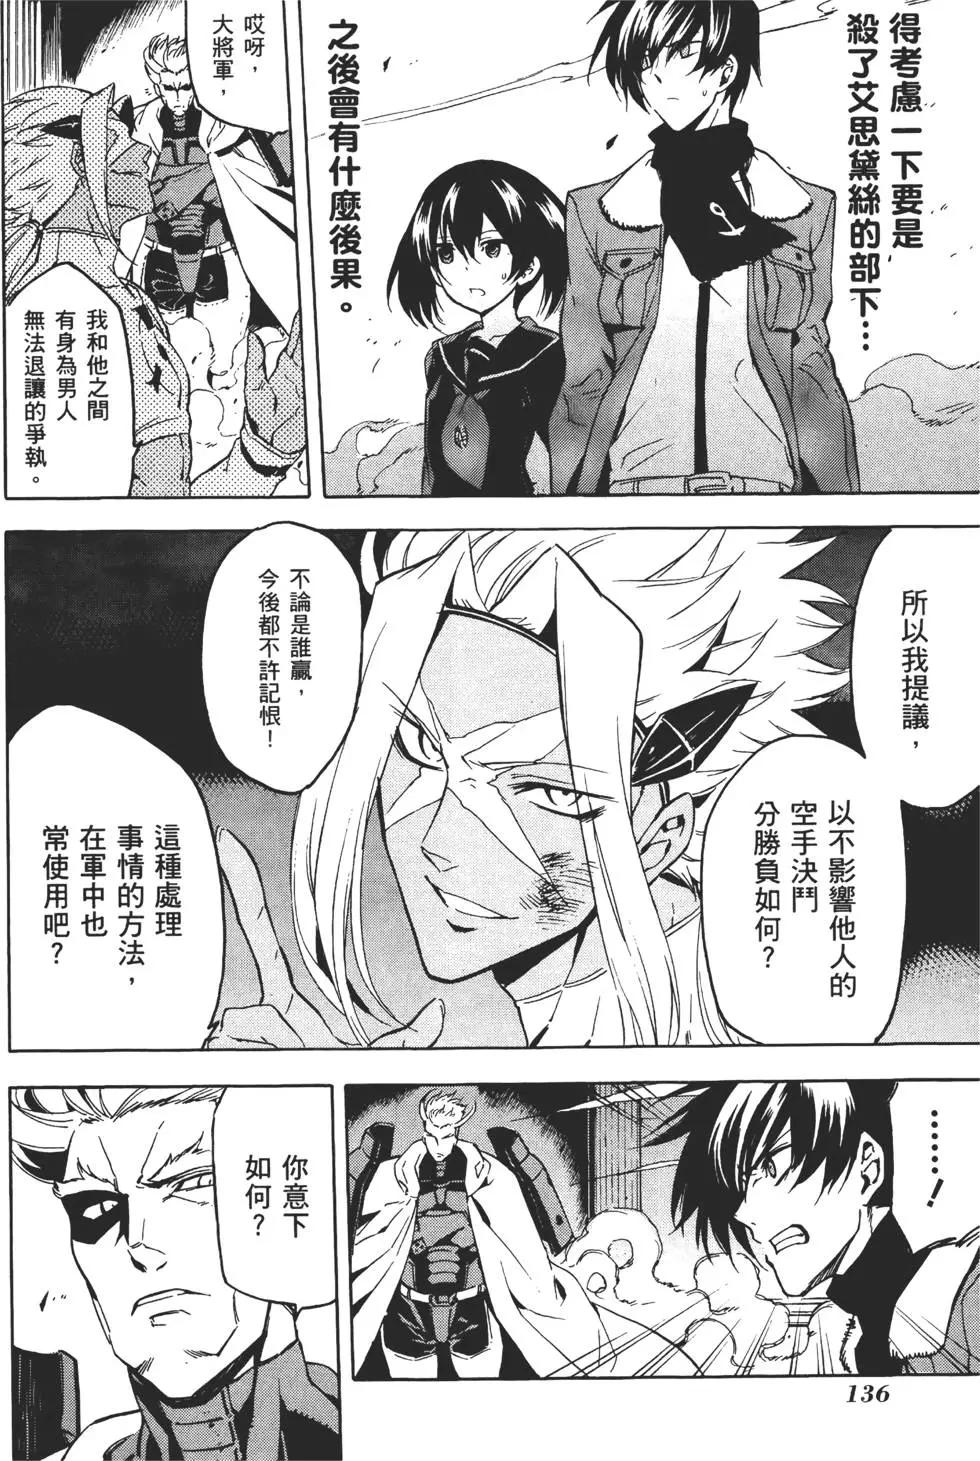 得考慮一下要是
殺了艾思黛絲的部下…
之後會有什麼後果。
哎呀，
大將軍，
我和他之間
有身為男人
無法退讓的爭執。
所以我提議，
以不影響他人的
空手決鬥
分勝負如何？
不論是誰贏，
今後都不許記恨！
這種處理
事情的方法，
在軍中也
常使用吧？
……！
你意下
如何？
136